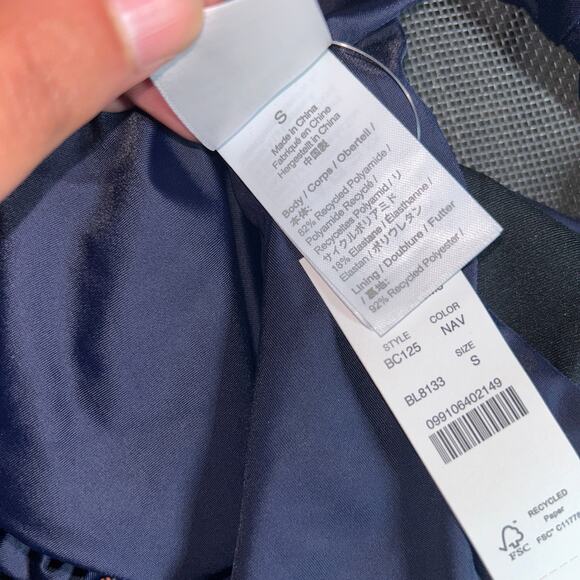 S
Made in China
Fabriqué en Chine
Hergestellt in China
中国製
Body / Corps / Oberteil /
本体:
82% Recycled Polyamide /
Polyamide Recyclé /
Recyceltes Polyamid / リ
サイクルポリアミド
18% Elastane / Élasthanne /
Elastan / ポリウレタン
Lining / Doublure / Futter
/ 裏地:
92% Recycled Polyester /
STYLE COLOR
BC125 NAV
SIZE
BL8133 S
099106402149
RECYCLED
Paper
FSC
FSC™ C11778